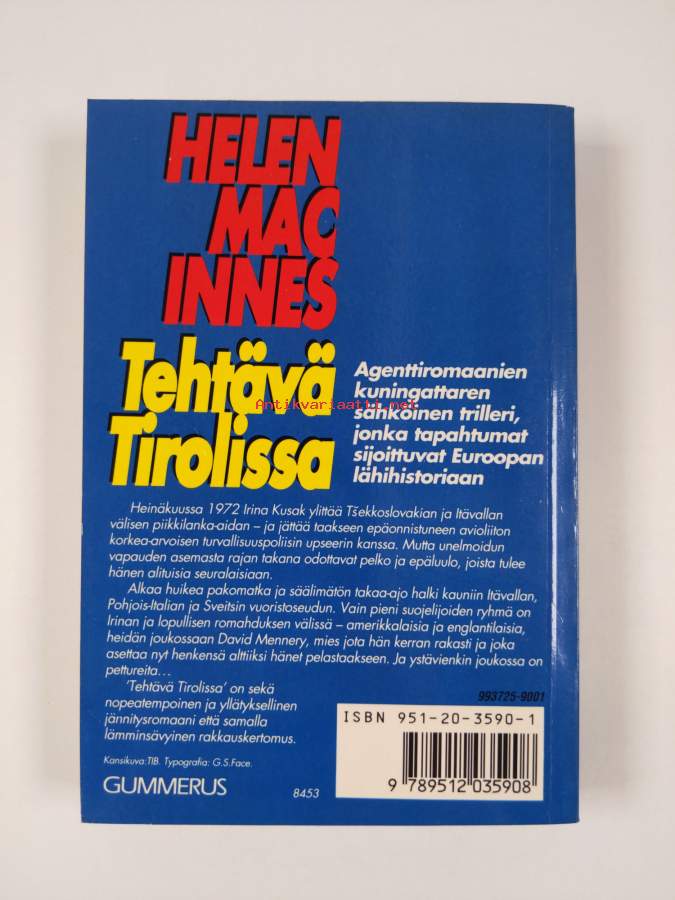 HELEN
MAC
INNES
Tehtävä
Tirolissa
Antikvariaatti.net
Agenttiromaanien
kuningattaren
sähköinen trilleri,
jonka tapahtumat
sijoittuvat Euroopan
lähihistoriaan
Heinäkuussa 1972 Irina Kusak ylittää Tšekkoslovakian ja Itävallan
välisen piikkilanka-aidan – ja jättää taakseen epäonnistuneen avioliiton
korkea-arvoisen turvallisuuspoliisin upseerin kanssa. Mutta unelmoidun
vapauden asemasta rajan takana odottavat pelko ja epäluulo, joista tulee
hänen alituisia seuralaisiaan.
Alkaa huikea pakomatka ja säälimätön takaa-ajo halki kauniin Itävallan,
Pohjois-Italian ja Sveitsin vuoristoseudun. Vain pieni suojelijoiden ryhmä on
Irinan ja lopullisen romahduksen välissä – amerikkalaisia ja englantilaisia,
heidän joukossaan David Mennery, mies jota hän kerran rakasti ja joka
asettaa nyt henkensä alttiiksi hänet pelastaakseen. Ja ystävienkin joukossa on
pettureita...
'Tehtävä Tirolissa' on sekä
nopeatempoinen ja yllätyksellinen
jännitysromaani että samalla
lämminsävyinen rakkauskertomus.
Kansikuva:TIB. Typografia: G.S.Face.
GUMMERUS
8453
993725-9001
ISBN 951-20-3590-1
9 789512 035908